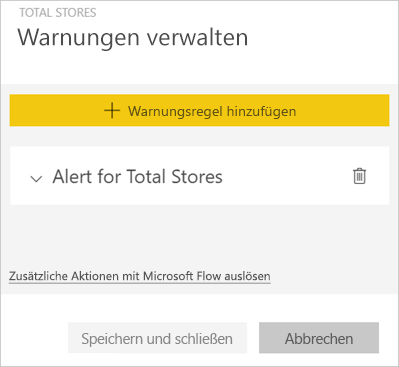 TOTAL STORES
Warnungen verwalten
Warnungsregel hinzufügen
Alert for Total Stores
Zusätzliche Aktionen mit Microsoft Flow auslösen
Speichern und schließen
Abbrechen